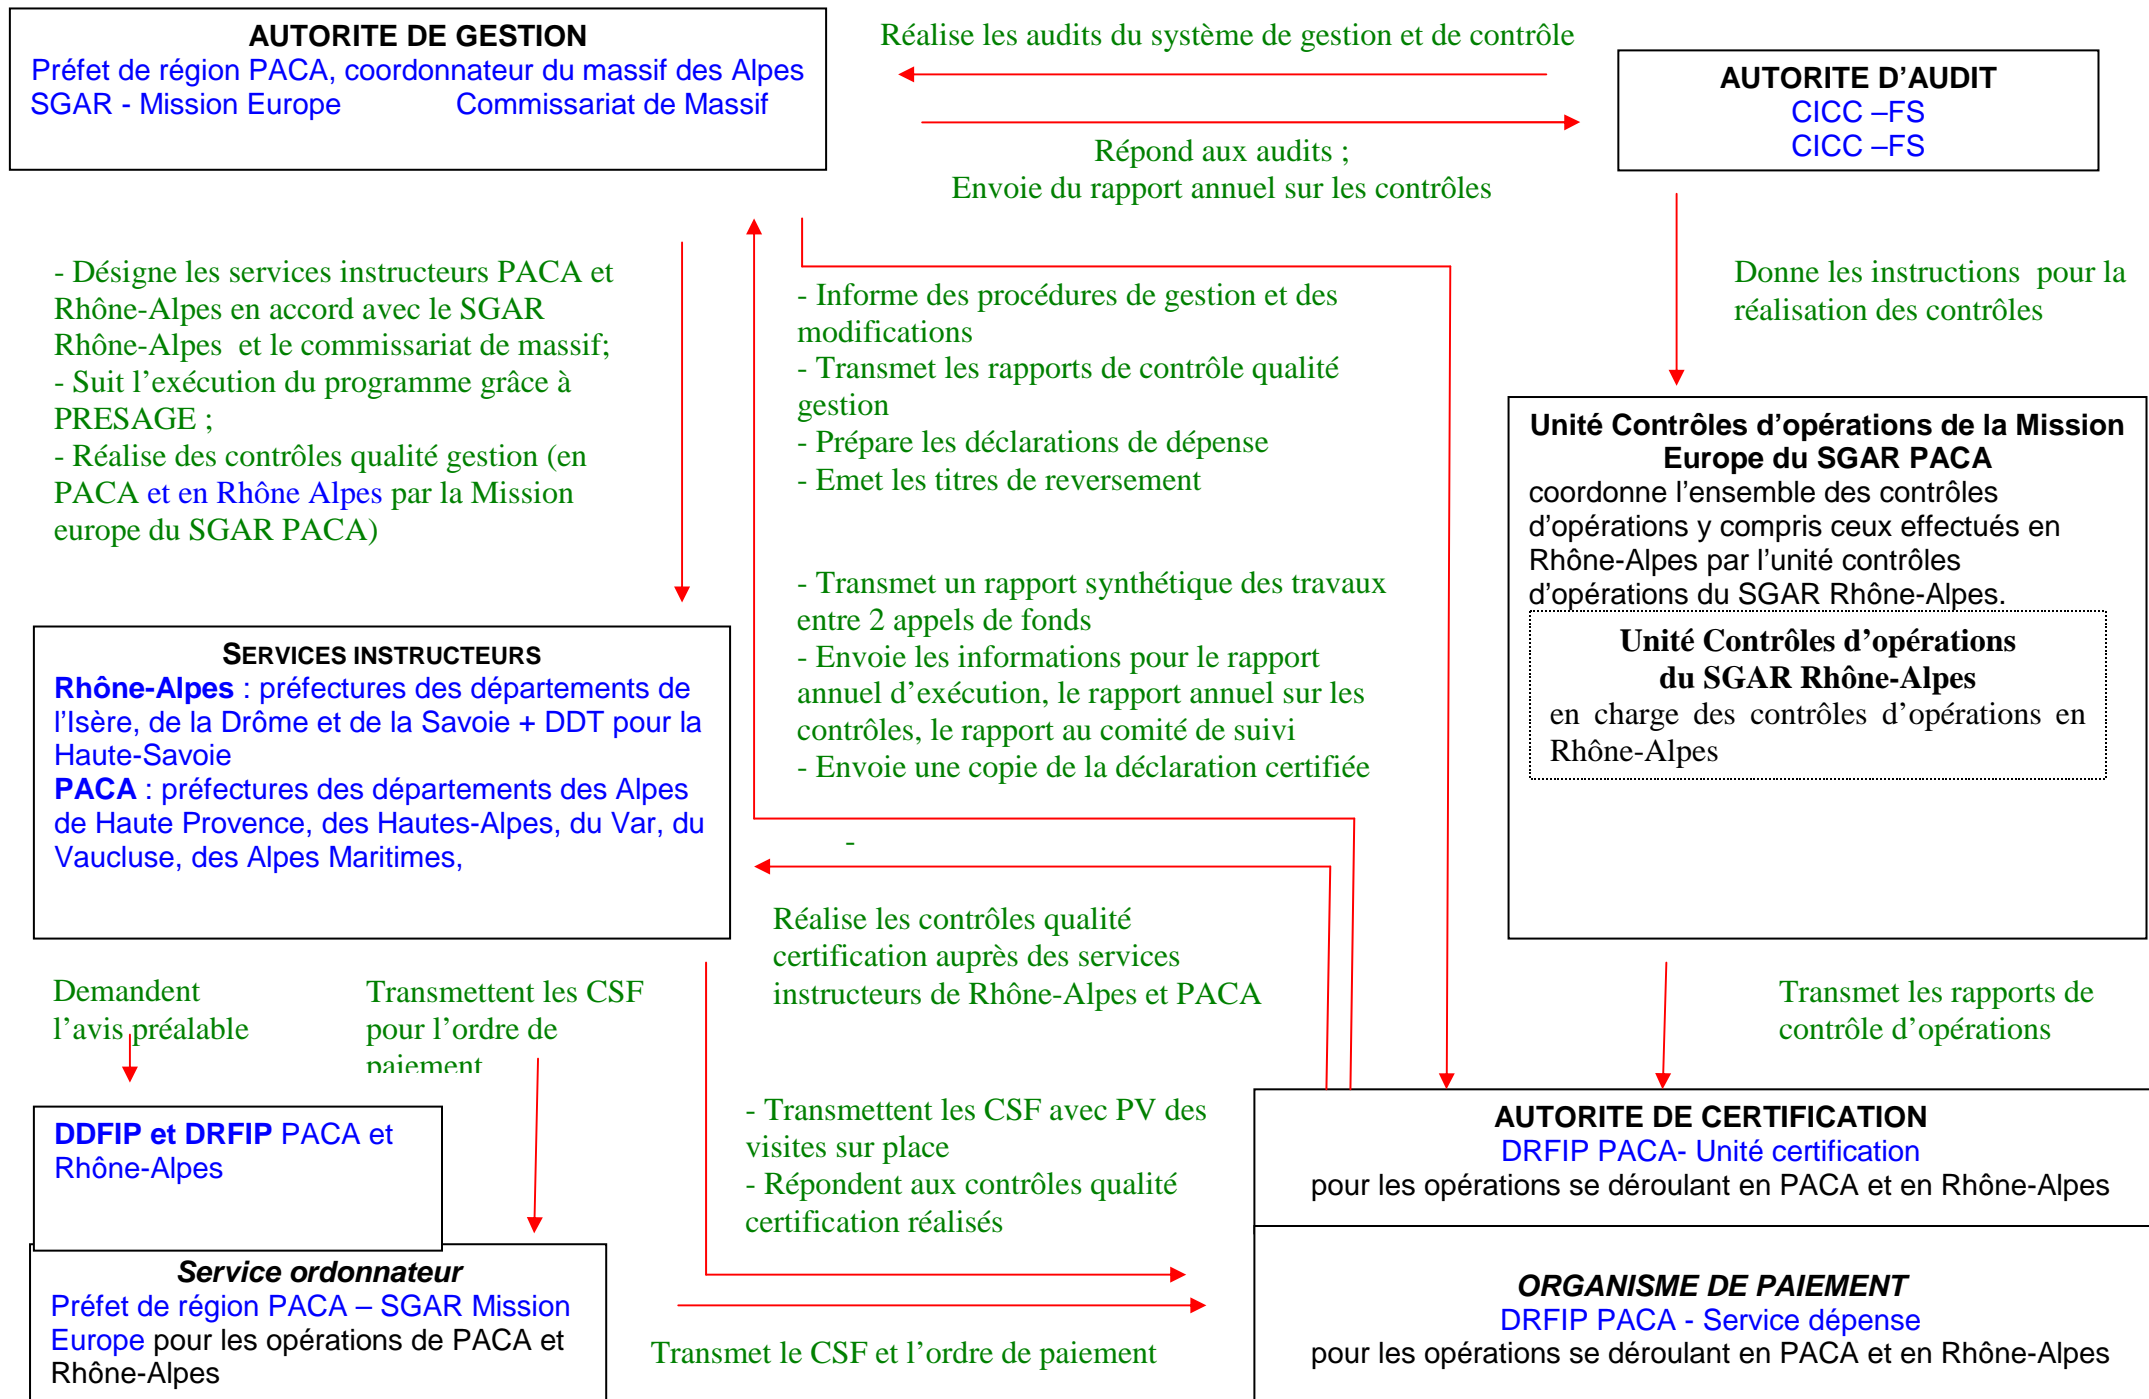 AUTORITE DE GESTION
Préfet de région PACA, coordonnateur du massif des Alpes
SGAR - Mission Europe Commissariat de Massif
Réalise les audits du système de gestion et de contrôle
AUTORITE D'AUDIT
CICC –FS
CICC –FS
Répond aux audits ;
Envoie du rapport annuel sur les contrôles
- Désigne les services instructeurs PACA et
Rhône-Alpes en accord avec le SGAR
Rhône-Alpes et le commissariat de massif;
- Suit l’exécution du programme grâce à
PRESAGE ;
- Réalise des contrôles qualité gestion (en
PACA et en Rhône Alpes par la Mission
europe du SGAR PACA)
- Informe des procédures de gestion et des
modifications
- Transmet les rapports de contrôle qualité
gestion
- Prépare les déclarations de dépense
- Emet les titres de reversement
Donne les instructions pour la
réalisation des contrôles
- Transmet un rapport synthétique des travaux
entre 2 appels de fonds
- Envoie les informations pour le rapport
annuel d’exécution, le rapport annuel sur les
contrôles, le rapport au comité de suivi
- Envoie une copie de la déclaration certifiée
-
Unité Contrôles d’opérations de la Mission
Europe du SGAR PACA
coordonne l’ensemble des contrôles
d’opérations y compris ceux effectués en
Rhône-Alpes par l’unité contrôles
d’opérations du SGAR Rhône-Alpes.
Unité Contrôles d’opérations
du SGAR Rhône-Alpes
en charge des contrôles d’opérations en
Rhône-Alpes
SERVICES INSTRUCTEURS
Rhône-Alpes : préfectures des départements de
l’Isère, de la Drôme et de la Savoie + DDT pour la
Haute-Savoie
PACA : préfectures des départements des Alpes
de Haute Provence, des Hautes-Alpes, du Var, du
Vaucluse, des Alpes Maritimes,
Réalise les contrôles qualité
certification auprès des services
instructeurs de Rhône-Alpes et PACA
Demandent
l’avis préalable
Transmettent les CSF
pour l’ordre de
paiement
Transmet les rapports de
contrôle d’opérations
DDFIP et DRFIP PACA et
Rhône-Alpes
- Transmettent les CSF avec PV des
visites sur place
- Répondent aux contrôles qualité
certification réalisés
AUTORITE DE CERTIFICATION
DRFIP PACA- Unité certification
pour les opérations se déroulant en PACA et en Rhône-Alpes
Service ordonnateur
Préfet de région PACA – SGAR Mission
Europe pour les opérations de PACA et
Rhône-Alpes
Transmet le CSF et l’ordre de paiement
ORGANISME DE PAIEMENT
DRFIP PACA - Service dépense
pour les opérations se déroulant en PACA et en Rhône-Alpes